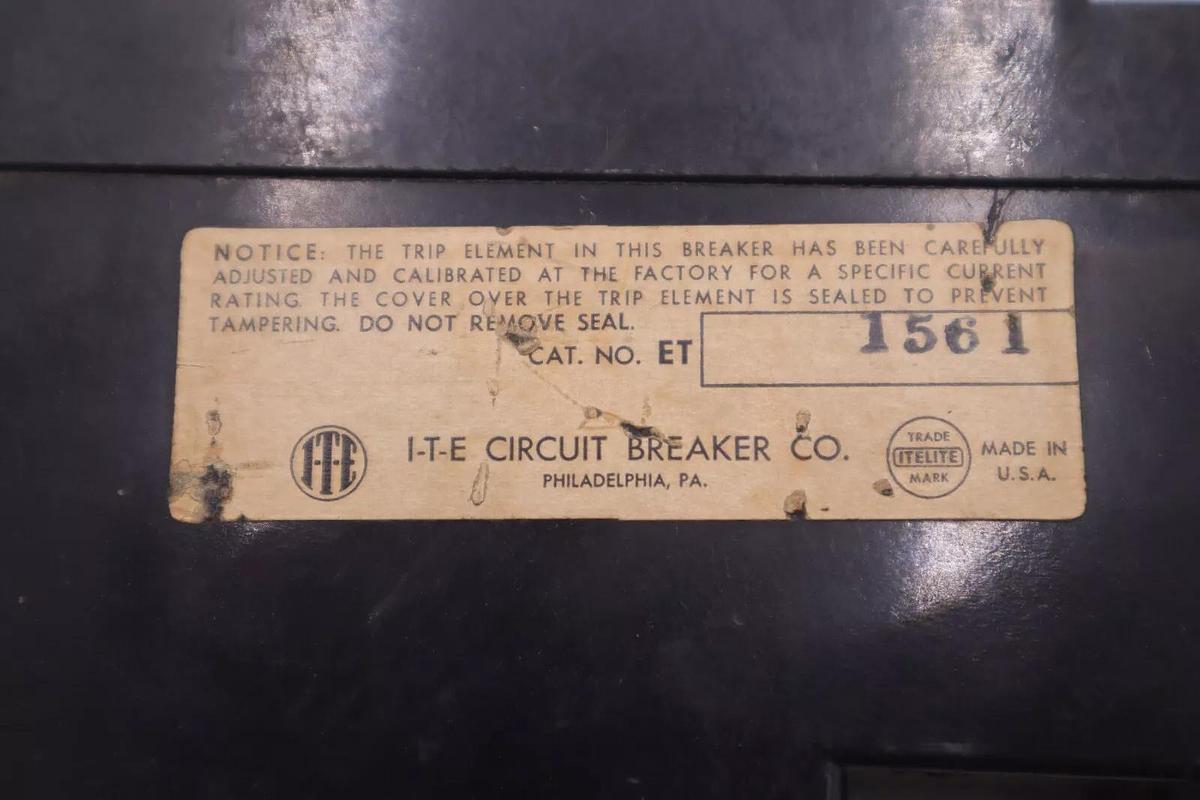 NOTICE: THE TRIP ELEMENT IN THIS BREAKER HAS BEEN CAREFULLY
ADJUSTED AND CALIBRATED AT THE FACTORY FOR A SPECIFIC CURRENT
RATING. THE COVER OVER THE TRIP ELEMENT IS SEALED TO PREVENT
TAMPERING. DO NOT REMOVE SEAL.
CAT. NO. ET 1561
I-T-E
I-T-E CIRCUIT BREAKER CO.
PHILADELPHIA, PA.
TRADE
ITELITE
MARK
MADE IN
U.S.A.